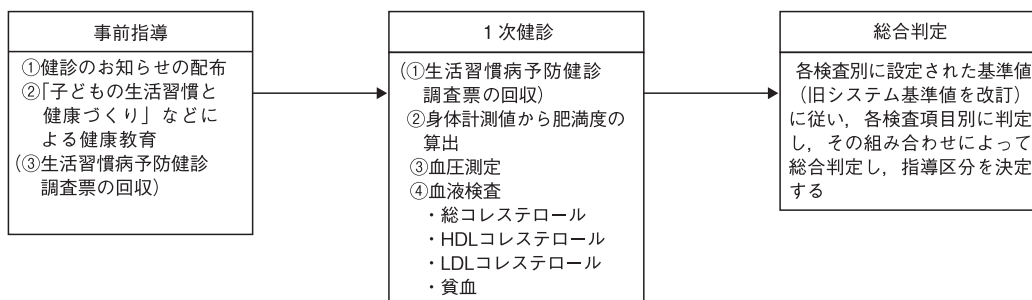 事前指導
①健診のお知らせの配布
②「子どもの生活習慣と
健康づくり」などに
よる健康教育
(③生活習慣病予防健診
調査票の回収)
1次健診
(①生活習慣病予防健診
調査票の回収)
②身体計測値から肥満度の
算出
③血圧測定
④血液検査
・総コレステロール
・HDLコレステロール
・LDLコレステロール
・貧血
総合判定
各検査別に設定された基準値
(旧システム基準値を改訂)
に従い，各検査項目別に判定
し，その組み合わせによって
総合判定し，指導区分を決定
する